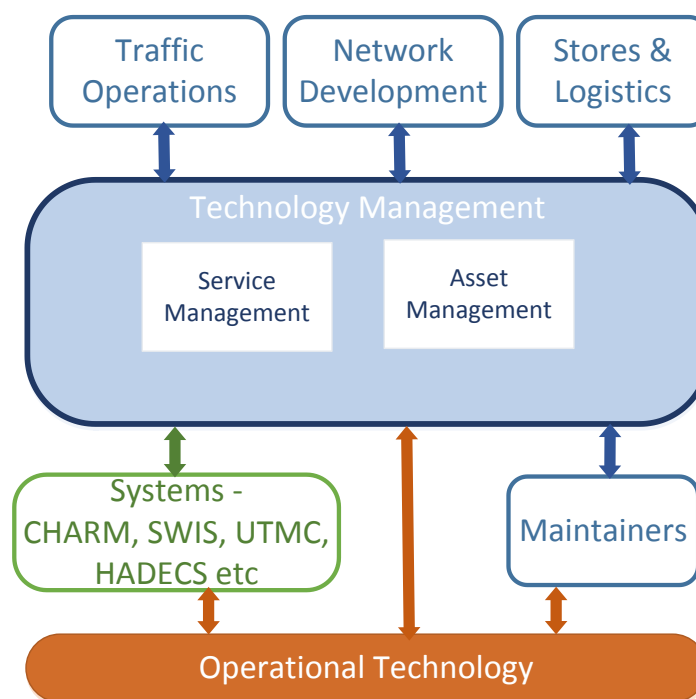 Traffic
Operations
Network
Development
Stores &
Logistics
Technology Management
Service
Management
Asset
Management
Systems -
CHARM, SWIS, UTMC,
HADECS etc
Maintainers
Operational Technology